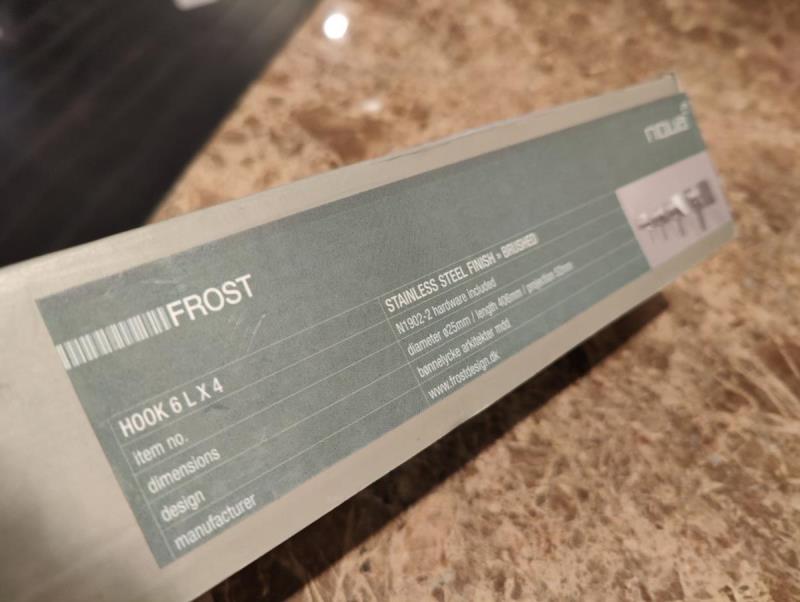 nova²
FROST
HOOK 6 L X 4 STAINLESS STEEL FINISH » BRUSHED
item no. N1902-2 hardware included
dimensions diameter ø25mm / length 406mm / projection
design bønnelycke arkitekter mdd
manufacturer www.frostdesign.dk